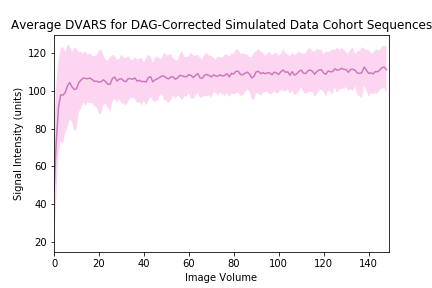 Average DVARS for DAG-Corrected Simulated Data Cohort Sequences
120
100
80
60
40
20
Signal Intensity (units)
0 20 40 60 80 100 120 140
Image Volume